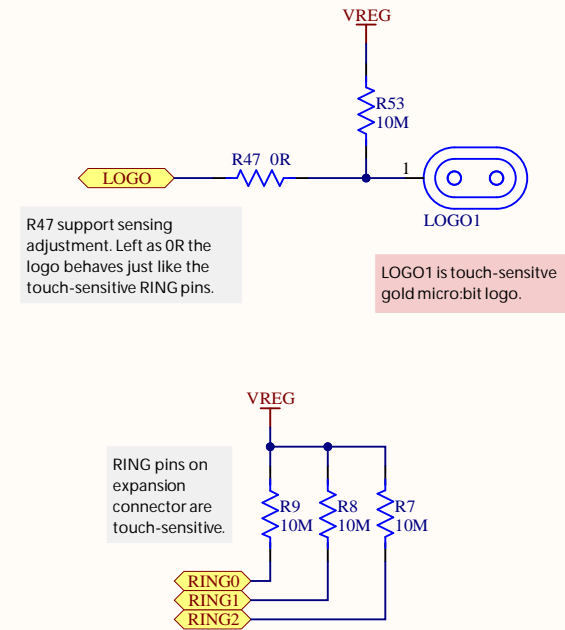 VREG
R53
10M
R47 0R
LOGO
1
LOGO1
R47 support sensing
adjustment. Left as 0R the
logo behaves just like the
touch-sensitive RING pins.
LOGO1 is touch-sensitve
gold micro:bit logo.
VREG
RING pins on
expansion
connector are
touch-sensitive.
R9
10M
R8
10M
R7
10M
RING0
RING1
RING2